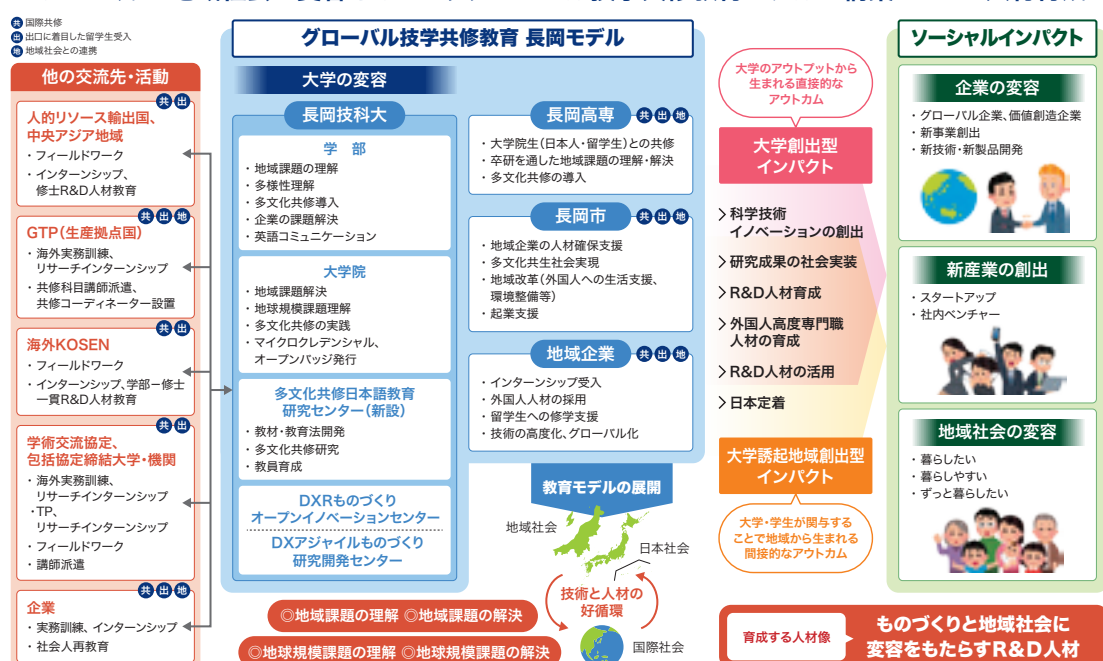 共 国際共修
出 出口に着目した留学生受入
地 地域社会との連携
他の交流先・活動
共 出
人的リソース輸出国、
中央アジア地域
・フィールドワーク
・インターンシップ、
修士R&D人材教育
共 出 地
GTP(生産拠点国)
・海外実務訓練、
リサーチインターンシップ
・共修科目講師派遣、
共修コーディネーター設置
共 出
海外KOSEN
・フィールドワーク
・インターンシップ、学部－修士
一貫R&D人材教育
共 出
学術交流協定、
包括協定締結大学・機関
・海外実務訓練、
リサーチインターンシップ
・TP、
リサーチインターンシップ
・フィールドワーク
・講師派遣
共 出 地
企業
・実務訓練、インターンシップ
・社会人再教育
グローバル技学共修教育 長岡モデル
大学の変容
長岡技科大
学 部
・地域課題の理解
・多様性理解
・多文化共修導入
・企業の課題解決
・英語コミュニケーション
大学院
・地域課題解決
・地球規模課題理解
・多文化共修の実践
・マイクロクレデンシャル、
オープンバッジ発行
多文化共修日本語教育
研究センター(新設)
・教材・教育法開発
・多文化共修研究
・教員育成
DXRものづくり
オープンイノベーションセンター
DXアジャイルものづくり
研究開発センター
長岡高専 共 出 地
・大学院生(日本人・留学生)との共修
・卒研を通した地域課題の理解・解決
・多文化共修の導入
長岡市 共 出 地
・地域企業の人材確保支援
・多文化共生社会実現
・地域改革(外国人への生活支援、
環境整備等)
・起業支援
地域企業 共 出 地
・インターンシップ受入
・外国人人材の採用
・留学生への修学支援
・技術の高度化、グローバル化
教育モデルの展開
地域社会
日本社会
技術と人材の
好循環
国際社会
◎地域課題の理解 ◎地域課題の解決
◎地球規模課題の理解 ◎地球規模課題の解決
大学のアウトプットから
生まれる直接的な
アウトカム
大学創出型
インパクト
科学技術
イノベーションの創出
研究成果の社会実装
R&D人材育成
外国人高度専門職
人材の育成
R&D人材の活用
日本定着
大学誘起地域創出型
インパクト
大学・学生が関与する
ことで地域から生まれる
間接的なアウトカム
ソーシャルインパクト
企業の変容
・グローバル企業、価値創造企業
・新事業創出
・新技術・新製品開発
新産業の創出
・スタートアップ
・社内ベンチャー
地域社会の変容
・暮らしたい
・暮らしやすい
・ずっと暮らしたい
育成する人材像
ものづくりと地域社会に
変容をもたらすR&D人材